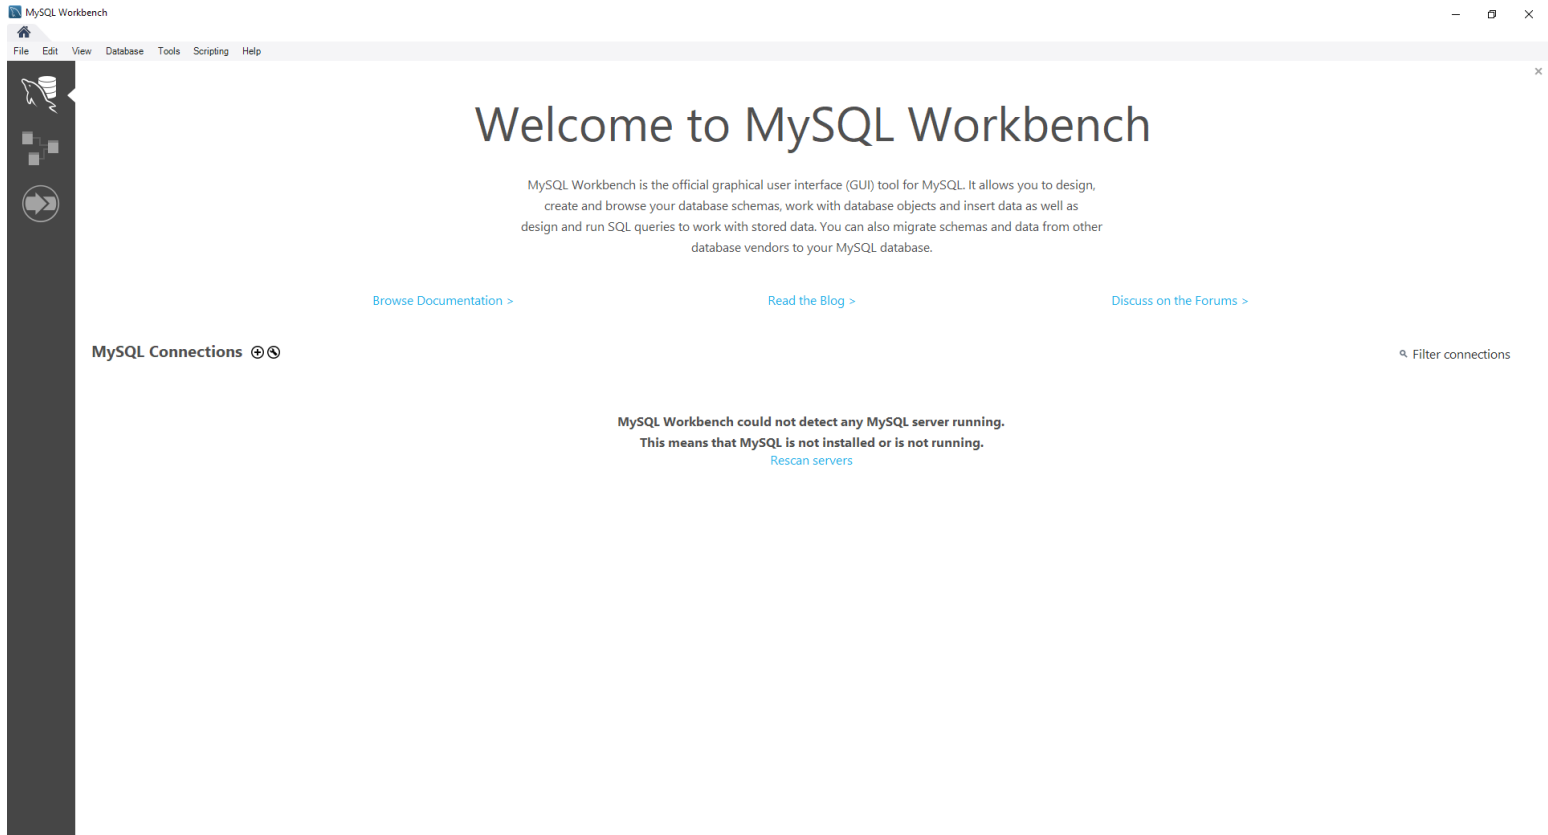 MySQL Workbench
File Edit View Database Tools Scripting Help
Welcome to MySQL Workbench
MySQL Workbench is the official graphical user interface (GUI) tool for MySQL. It allows you to design,
create and browse your database schemas, work with database objects and insert data as well as
design and run SQL queries to work with stored data. You can also migrate schemas and data from other
database vendors to your MySQL database.
Browse Documentation > Read the Blog > Discuss on the Forums >
MySQL Connections Filter connections
MySQL Workbench could not detect any MySQL server running.
This means that MySQL is not installed or is not running.
Rescan servers